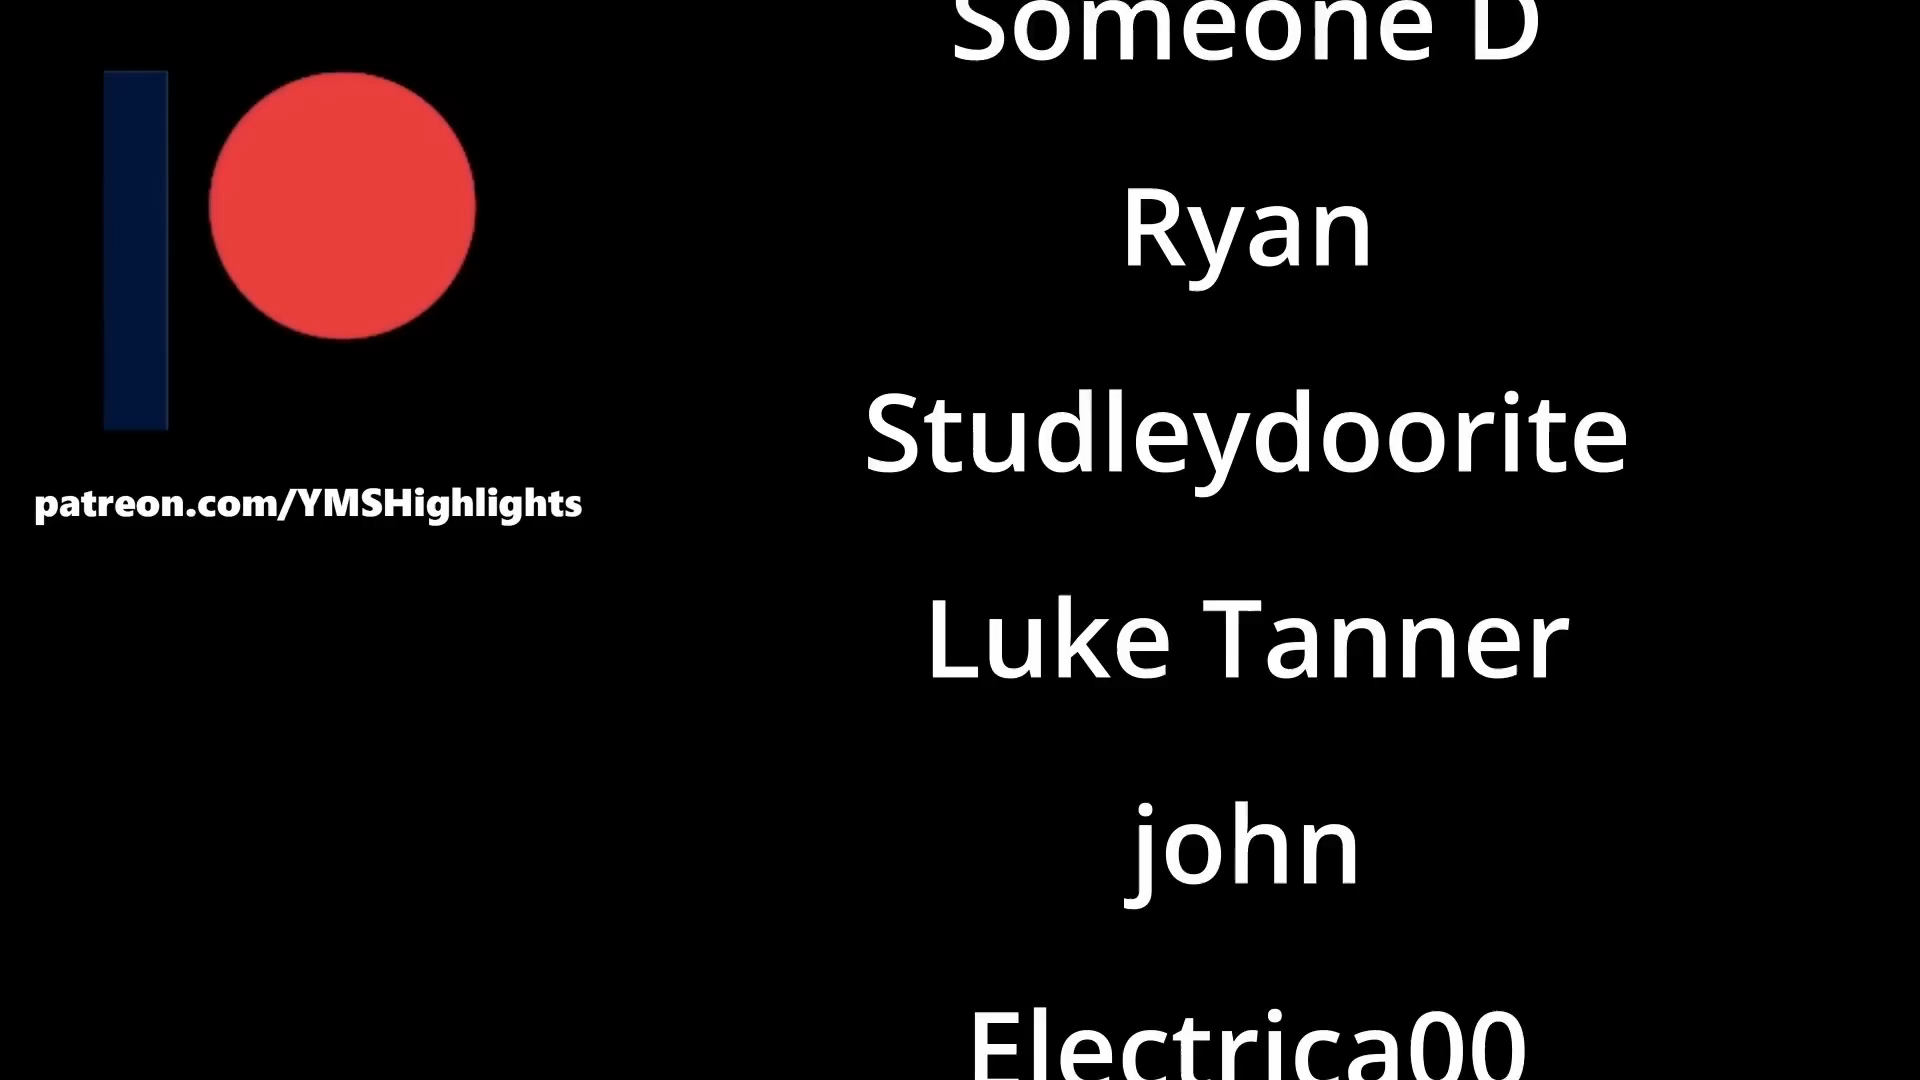 Someone D
Ryan
Studleydoorite
patreon.com/YMSHighlights
Luke Tanner
john
Electrica00